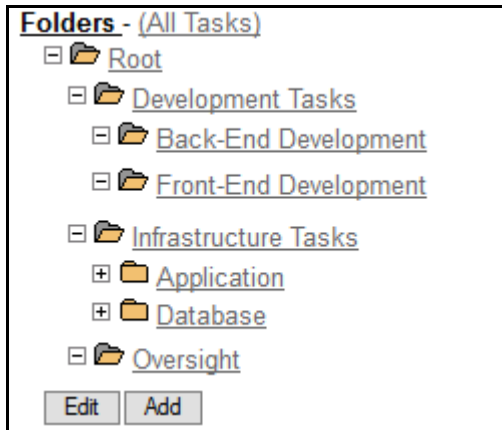 Folders - (All Tasks)
Root
Development Tasks
Back-End Development
Front-End Development
Infrastructure Tasks
Application
Database
Oversight
Edit Add